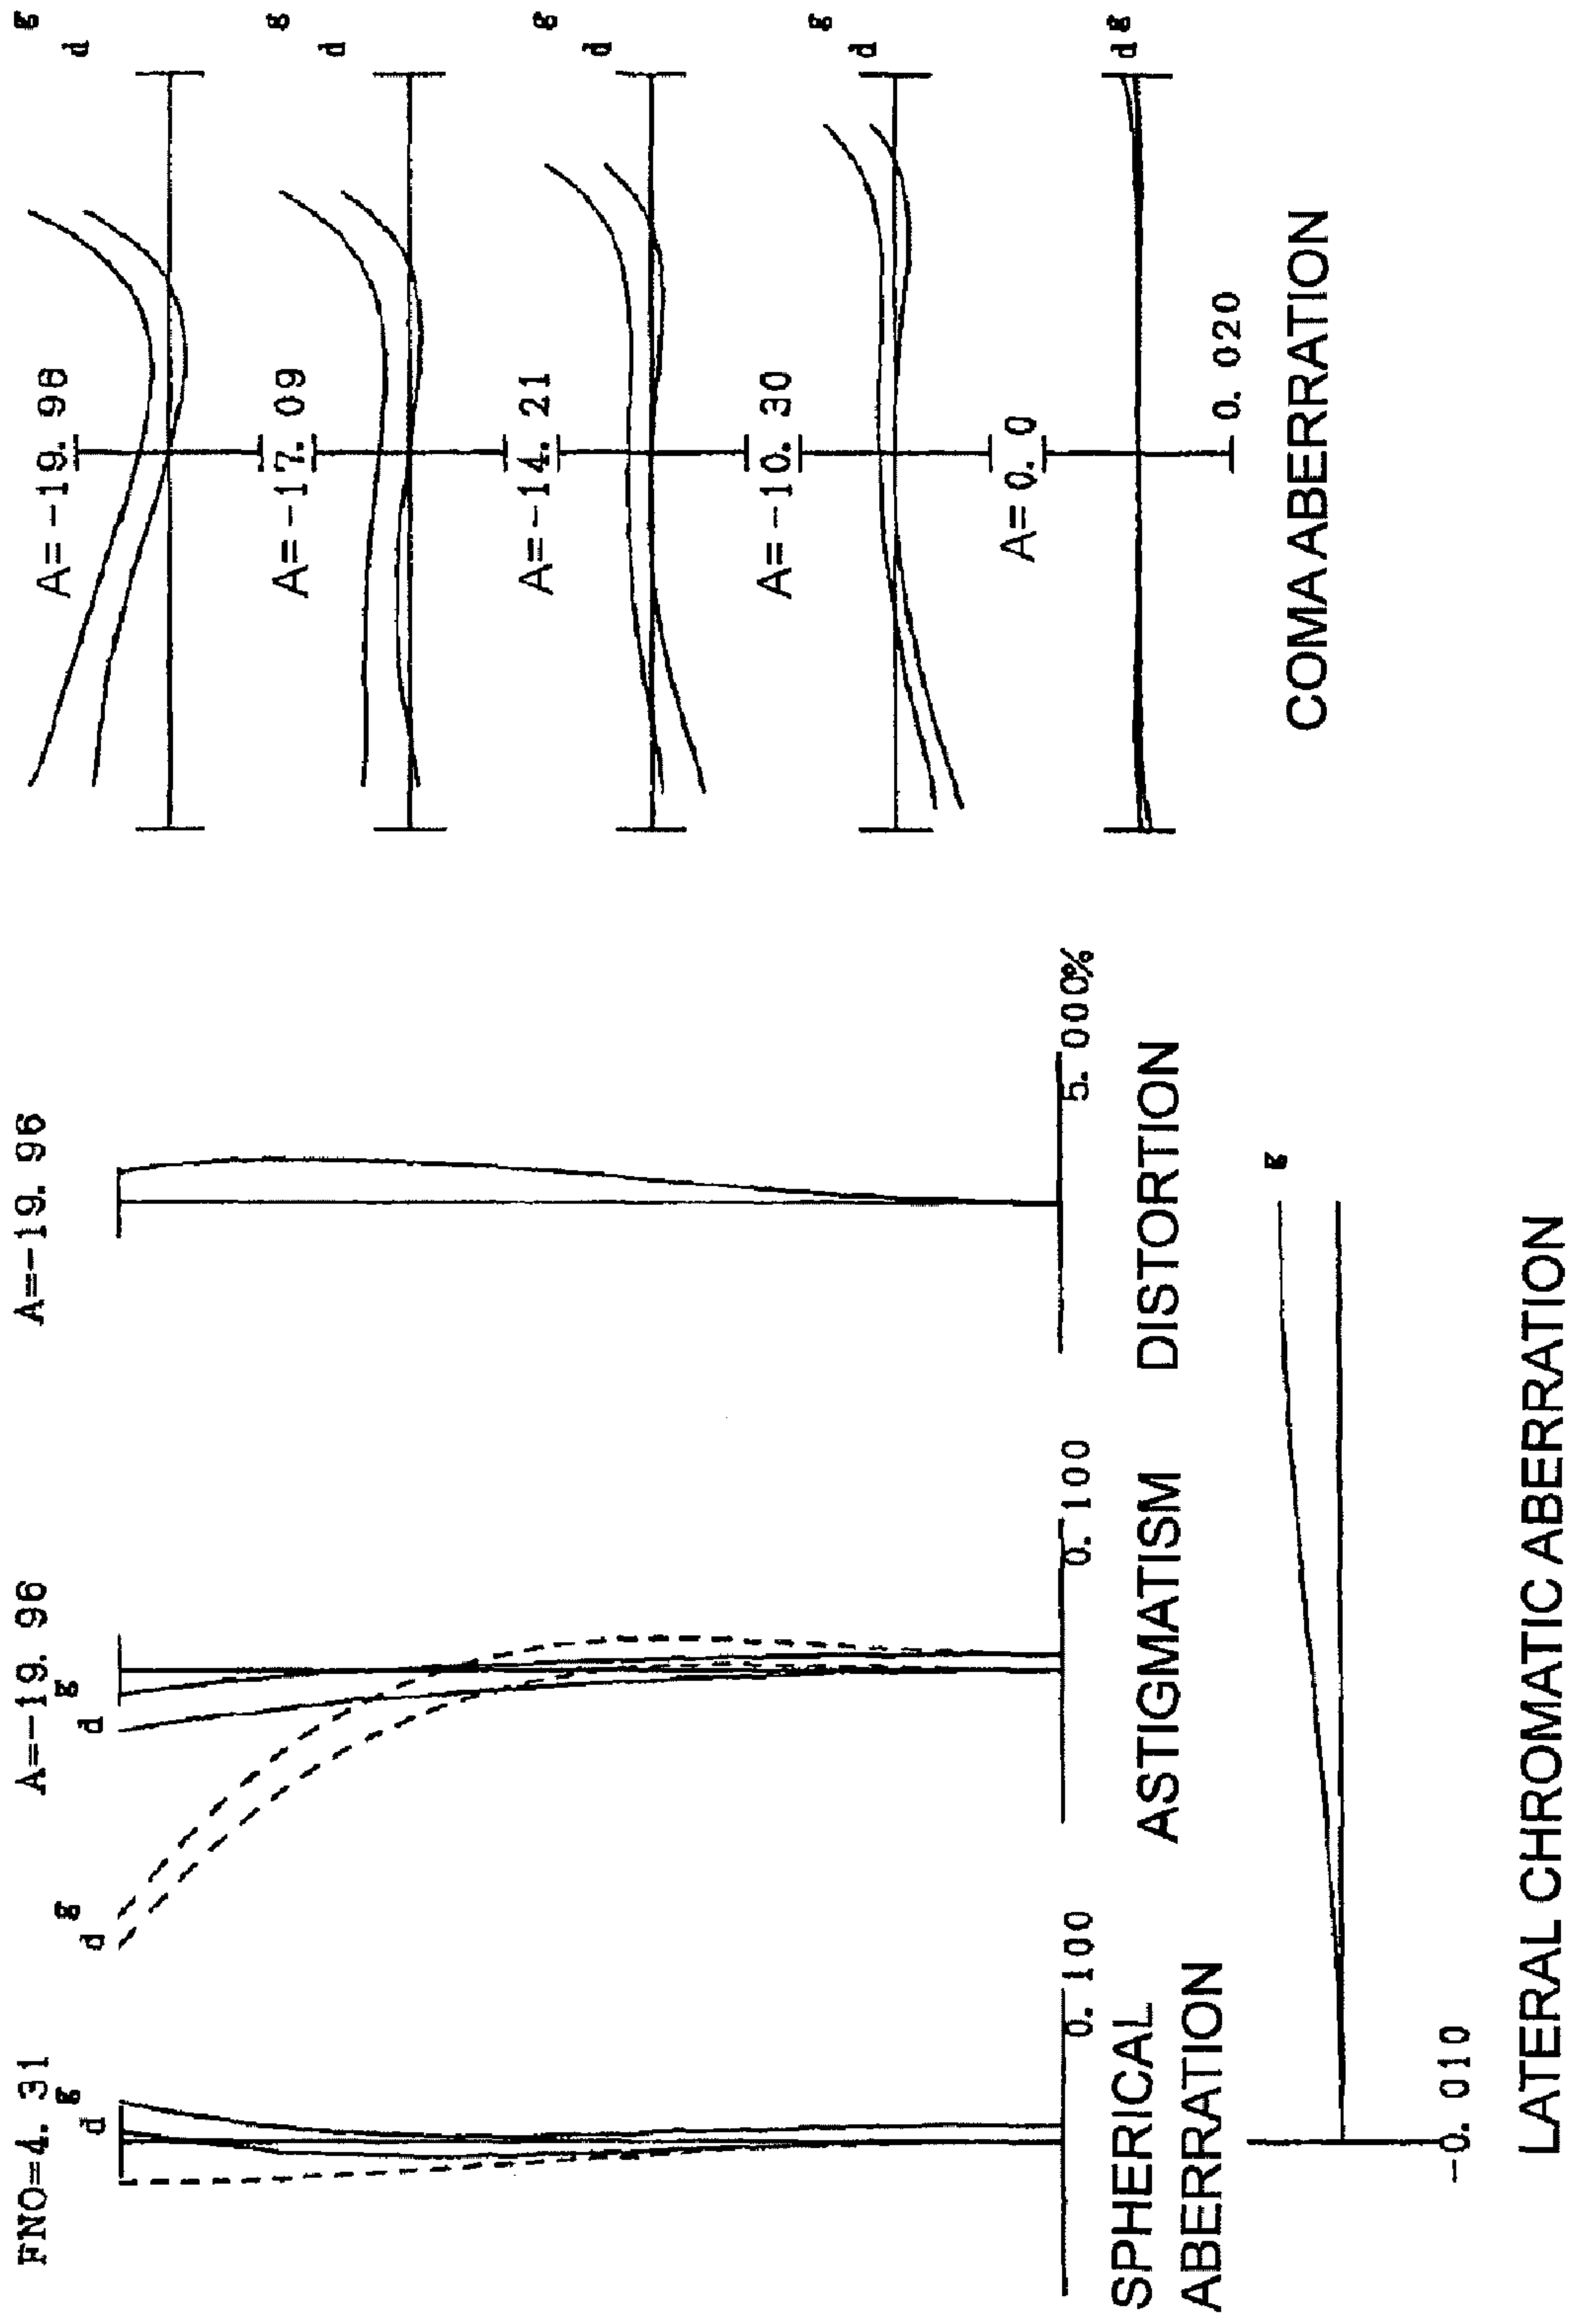 FNO=4. 31
d g
0. 100
SPHERICAL
ABERRATION
A=-19. 96
d g
d g
0. 100
ASTIGMATISM
A=-19. 96
5. 000%
DISTORTION
g
-0. 010
LATERAL CHROMATIC ABERRATION
A=-19. 96
g
d
A=-17. 09
g
d
A=-14. 21
g
d
A=-10. 30
g
d
A=0. 0
g
d
0. 020
COMA ABERRATION